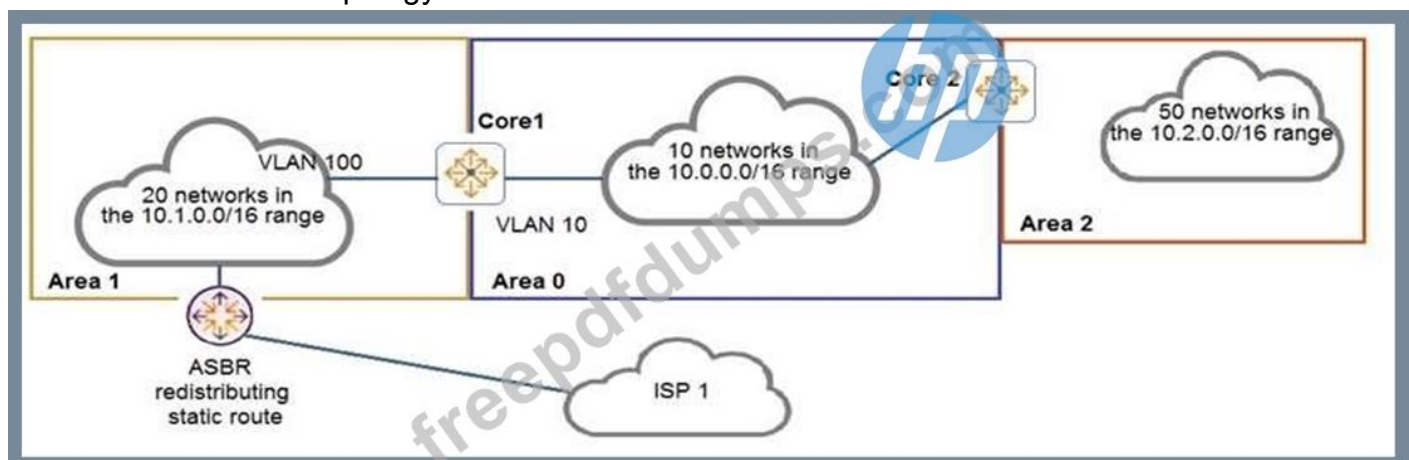 Core1
Core 2
VLAN 100
20 networks in
the 10.1.0.0/16 range
10 networks in
the 10.0.0.0/16 range
50 networks in
the 10.2.0.0/16 range
VLAN 10
Area 1
Area 0
Area 2
ASBR
redistributing
static route
ISP 1
hp
freepdfdumps.com